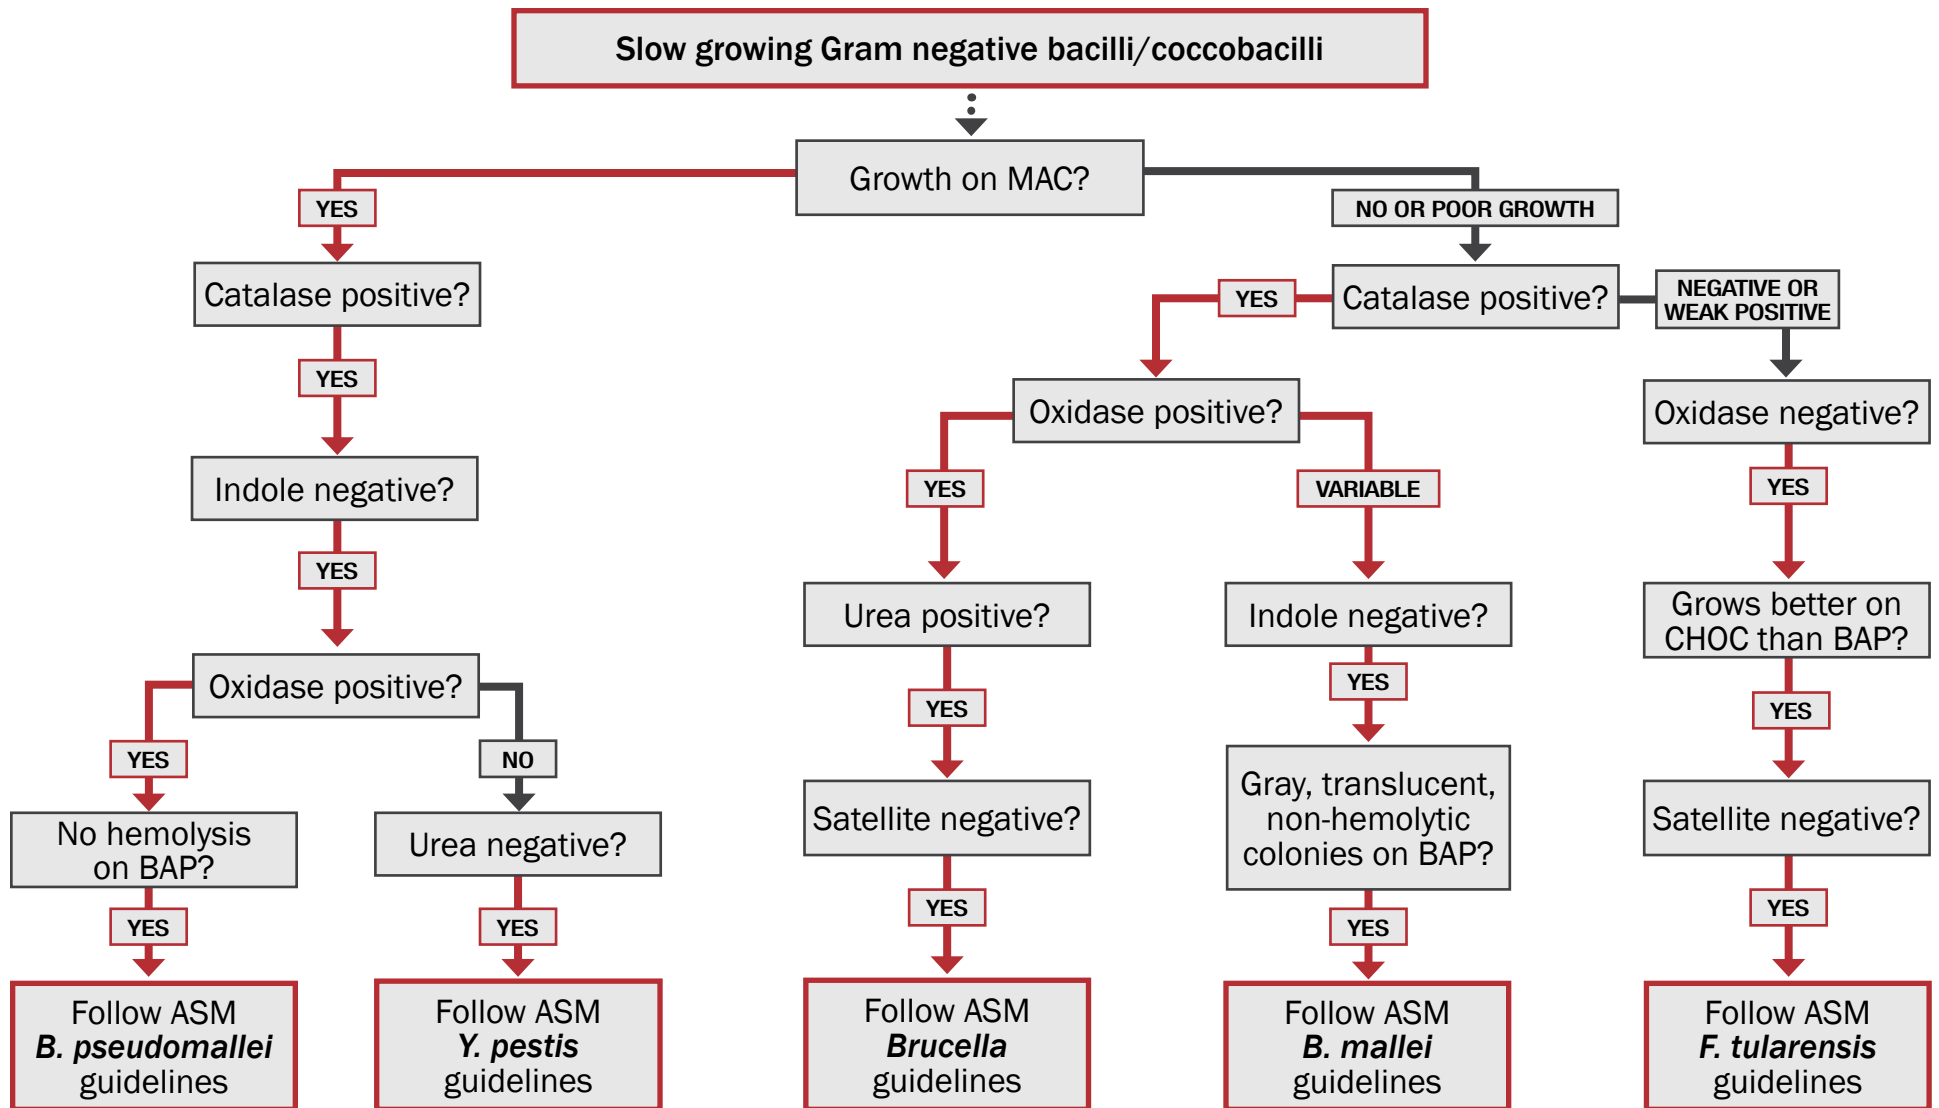 Slow growing Gram negative bacilli/coccobacilli
Growth on MAC?
YES
NO OR POOR GROWTH
Catalase positive?
YES
Catalase positive?
NEGATIVE OR
WEAK POSITIVE
YES
Oxidase positive?
Oxidase negative?
Indole negative?
YES
VARIABLE
YES
YES
Urea positive?
Indole negative?
Grows better on
CHOC than BAP?
Oxidase positive?
YES
YES
YES
YES
NO
No hemolysis
on BAP?
Urea negative?
Satellite negative?
Gray, translucent,
non-hemolytic
colonies on BAP?
Satellite negative?
YES
YES
YES
YES
YES
Follow ASM
B. pseudomallei
guidelines
Follow ASM
Y. pestis
guidelines
Follow ASM
Brucella
guidelines
Follow ASM
B. mallei
guidelines
Follow ASM
F. tularensis
guidelines